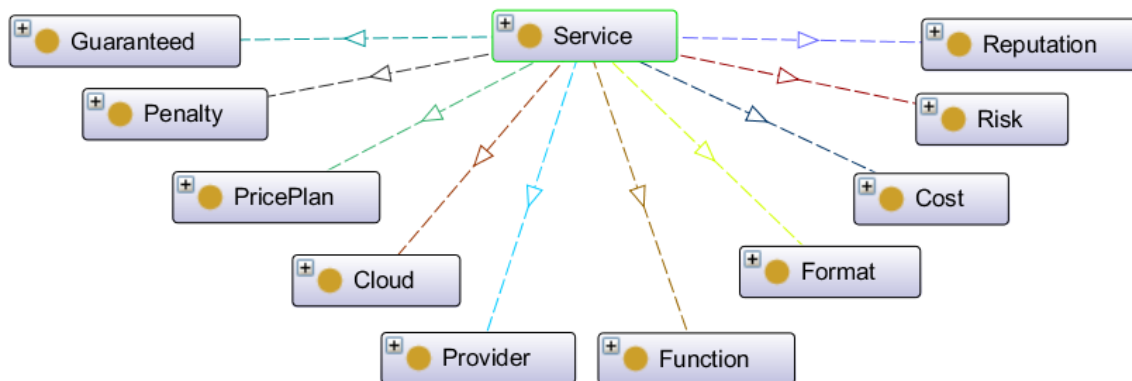 Service
Guaranteed
Reputation
Penalty
Risk
PricePlan
Cost
Cloud
Format
Provider
Function